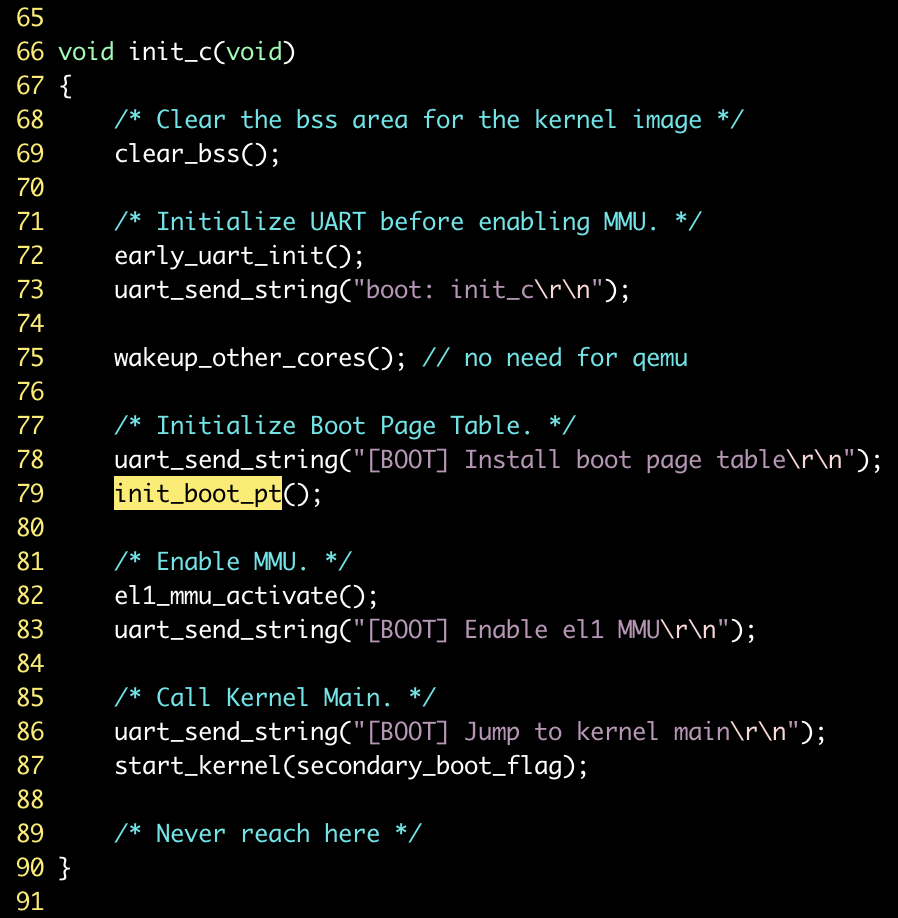 65
66 void init_c(void)
67 {
68     /* Clear the bss area for the kernel image */
69     clear_bss();
70
71     /* Initialize UART before enabling MMU. */
72     early_uart_init();
73     uart_send_string("boot: init_c\r\n");
74
75     wakeup_other_cores(); // no need for qemu
76
77     /* Initialize Boot Page Table. */
78     uart_send_string("[BOOT] Install boot page table\r\n");
79     init_boot_pt();
80
81     /* Enable MMU. */
82     el1_mmu_activate();
83     uart_send_string("[BOOT] Enable el1 MMU\r\n");
84
85     /* Call Kernel Main. */
86     uart_send_string("[BOOT] Jump to kernel main\r\n");
87     start_kernel(secondary_boot_flag);
88
89     /* Never reach here */
90 }
91